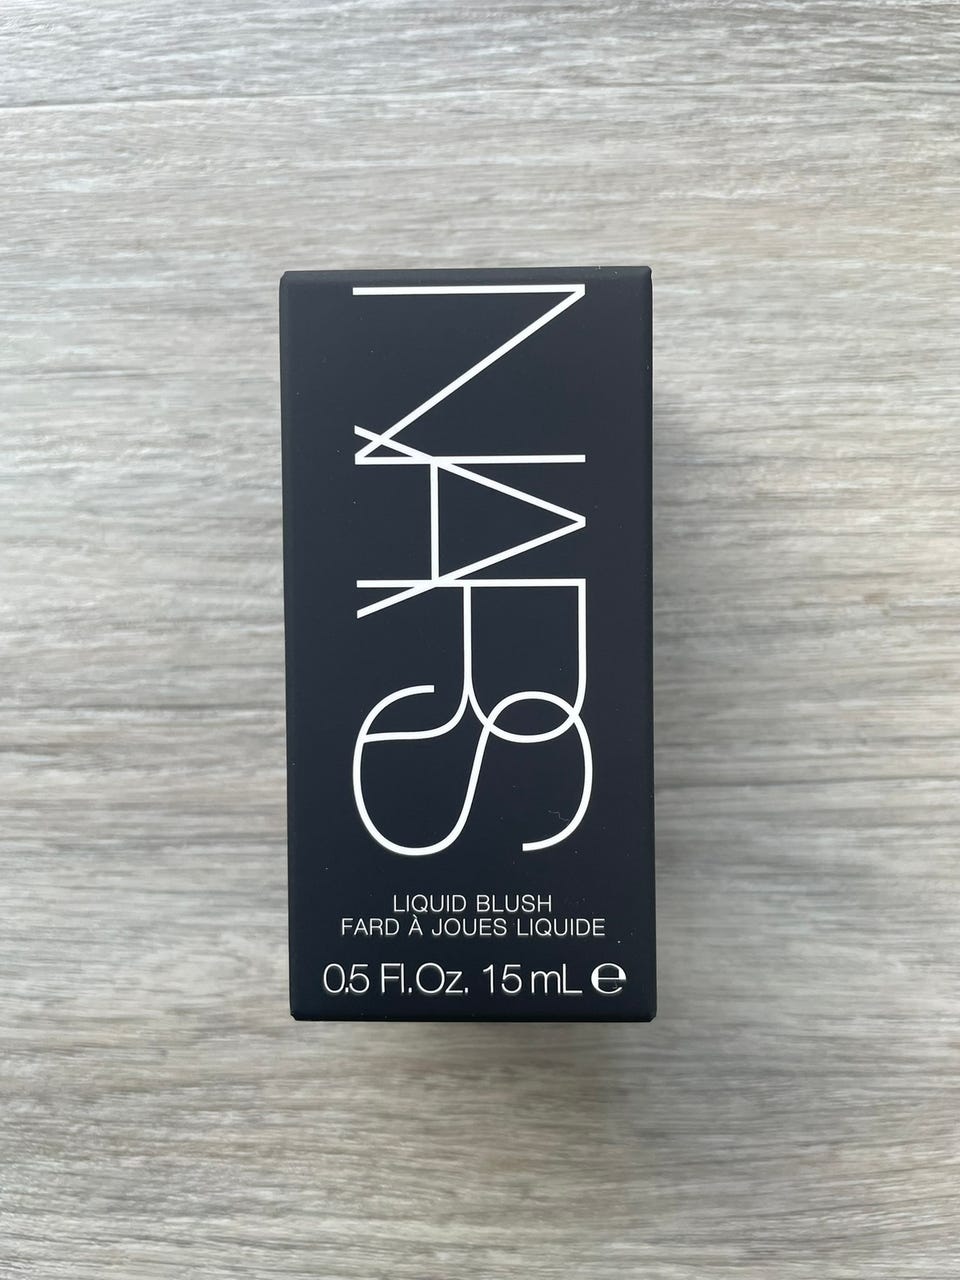 NARS
LIQUID BLUSH
FARD À JOUES LIQUIDE
0.5 Fl.Oz. 15 mL ℮